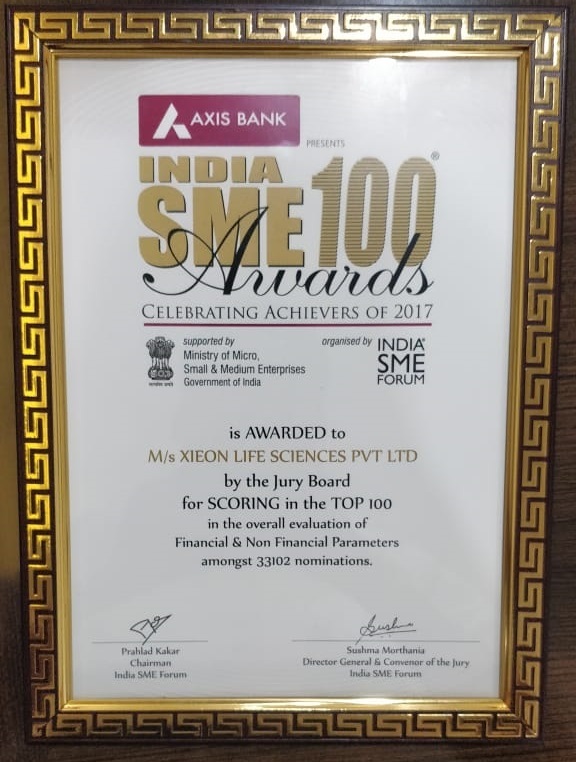 AXIS BANK
PRESENTS
INDIA
SME 100®
Awards
CELEBRATING ACHIEVERS OF 2017
supported by
Ministry of Micro,
Small & Medium Enterprises
Government of India
organised by
INDIA
SME
FORUM
is AWARDED to
M/s XIEON LIFE SCIENCES PVT LTD
by the Jury Board
for SCORING in the TOP 100
in the overall evaluation of
Financial & Non Financial Parameters
amongst 33102 nominations.
Prahlad Kakar
Chairman
India SME Forum
Sushma
Sushma Morthania
Director General & Convenor of the Jury
India SME Forum